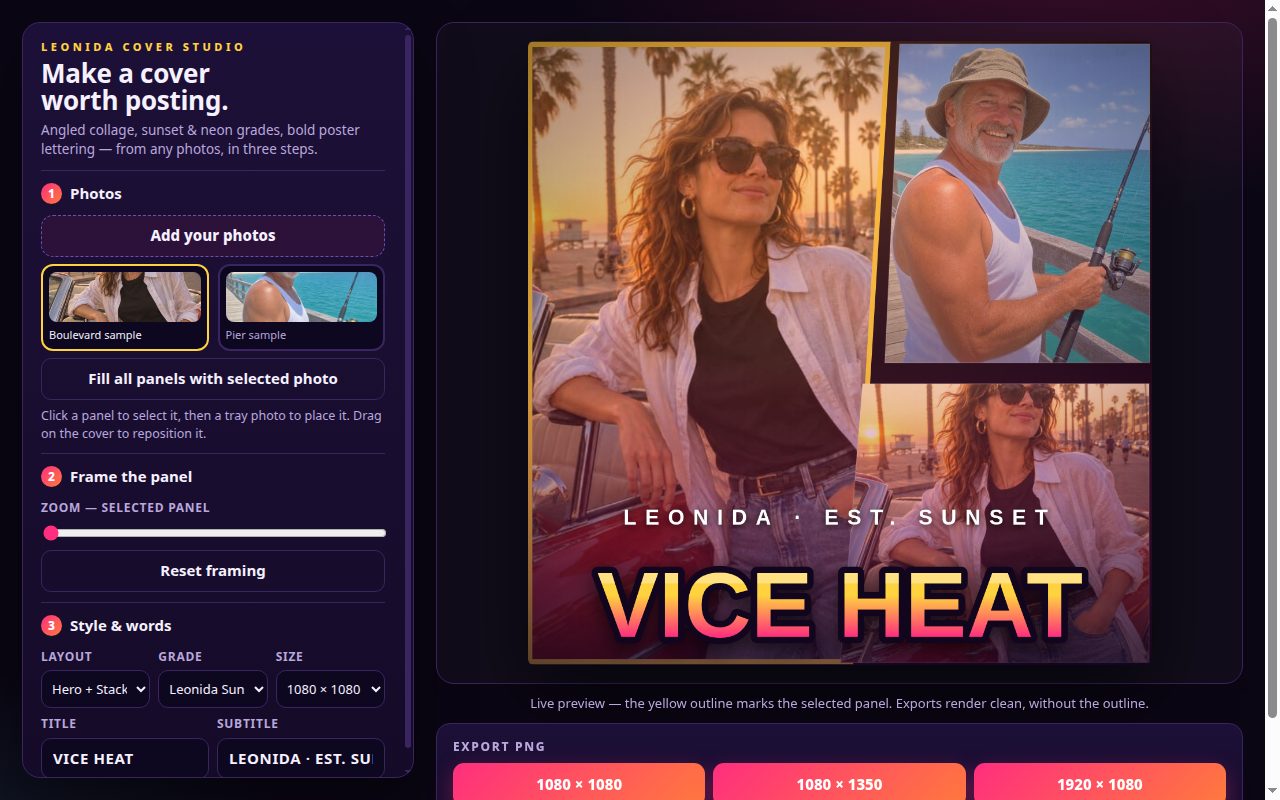 LEONIDA COVER STUDIO
Make a cover
worth posting.
Angled collage, sunset & neon grades, bold poster
lettering — from any photos, in three steps.
1 Photos
Add your photos
Boulevard sample
Pier sample
Fill all panels with selected photo
Click a panel to select it, then a tray photo to place it. Drag
on the cover to reposition it.
2 Frame the panel
ZOOM — SELECTED PANEL
Reset framing
3 Style & words
LAYOUT GRADE SIZE
Hero + Stack Leonida Sun 1080 × 1080
TITLE SUBTITLE
VICE HEAT LEONIDA · EST. SU
LEONIDA · EST. SUNSET
VICE HEAT
Live preview — the yellow outline marks the selected panel. Exports render clean, without the outline.
EXPORT PNG
1080 × 1080 1080 × 1350 1920 × 1080